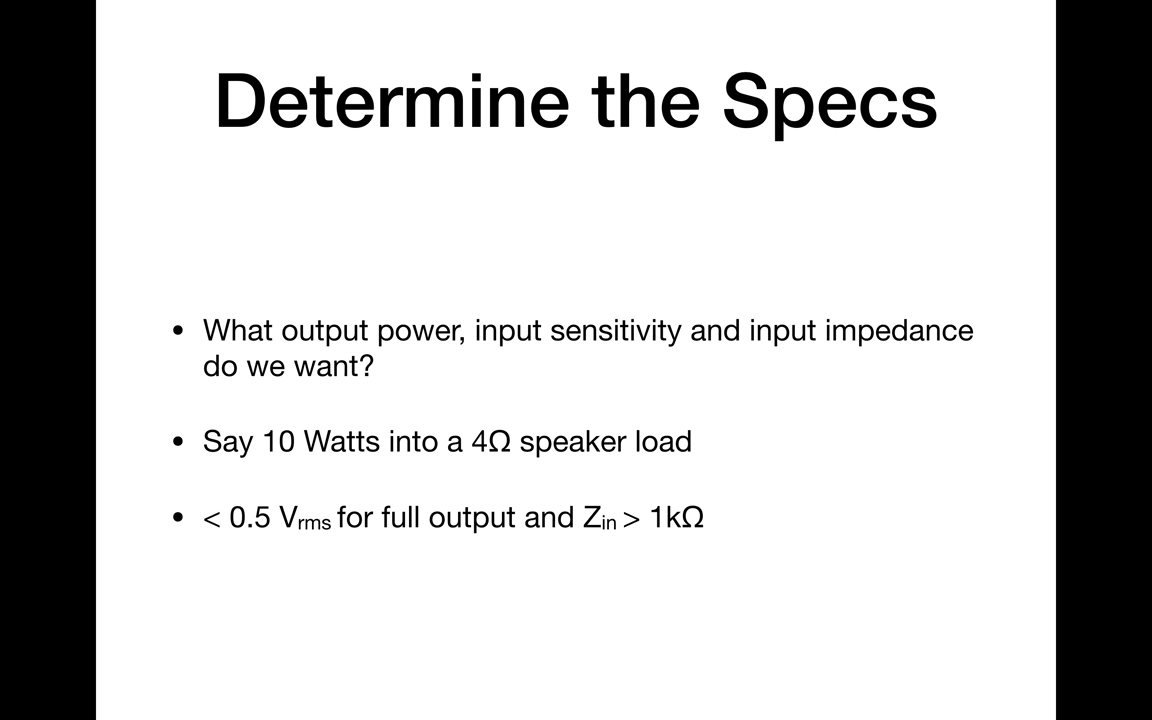 Determine the Specs
• What output power, input sensitivity and input impedance
do we want?
• Say 10 Watts into a 4Ω speaker load
• < 0.5 Vrms for full output and Zin > 1kΩ